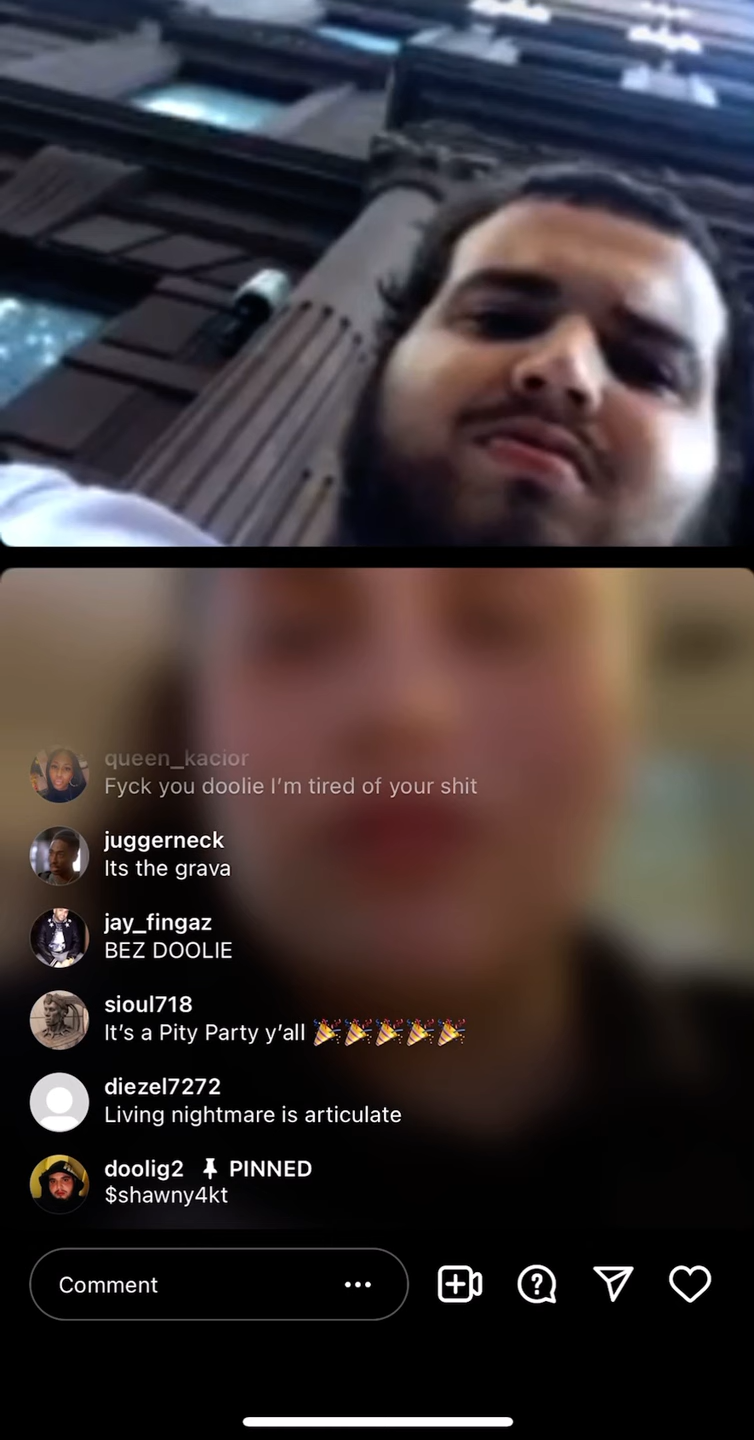 queen_kacior
Fyck you doolie I’m tired of your shit
juggerneck
Its the grava
jay_fingaz
BEZ DOOLIE
sioul718
It’s a Pity Party y’all 🎉🎉🎉🎉🎉
diezel7272
Living nightmare is articulate
doolig2 📌 PINNED
$shawny4kt
Comment